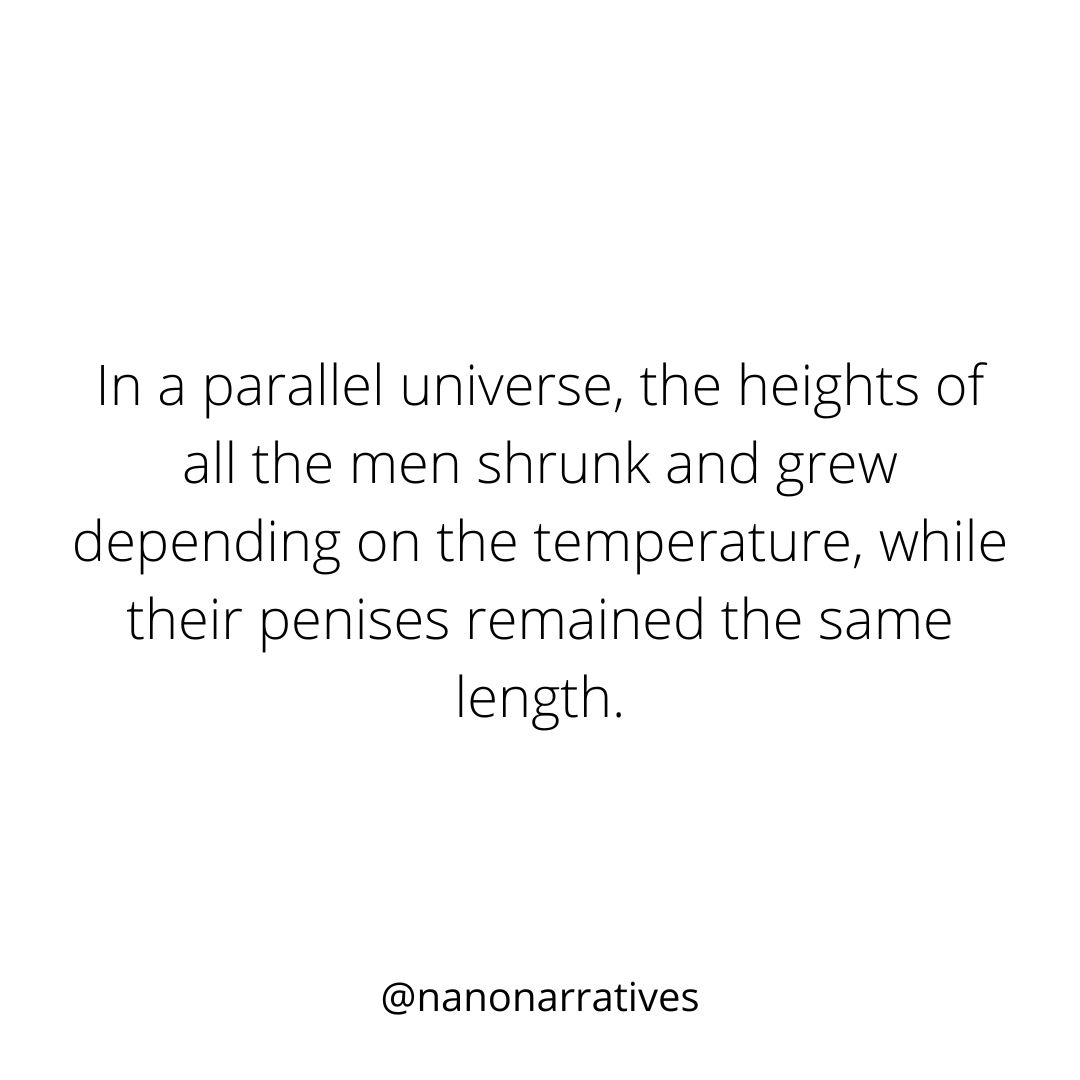 In a parallel universe, the heights of
all the men shrunk and grew
depending on the temperature, while
their penises remained the same
length.
@nanonarratives